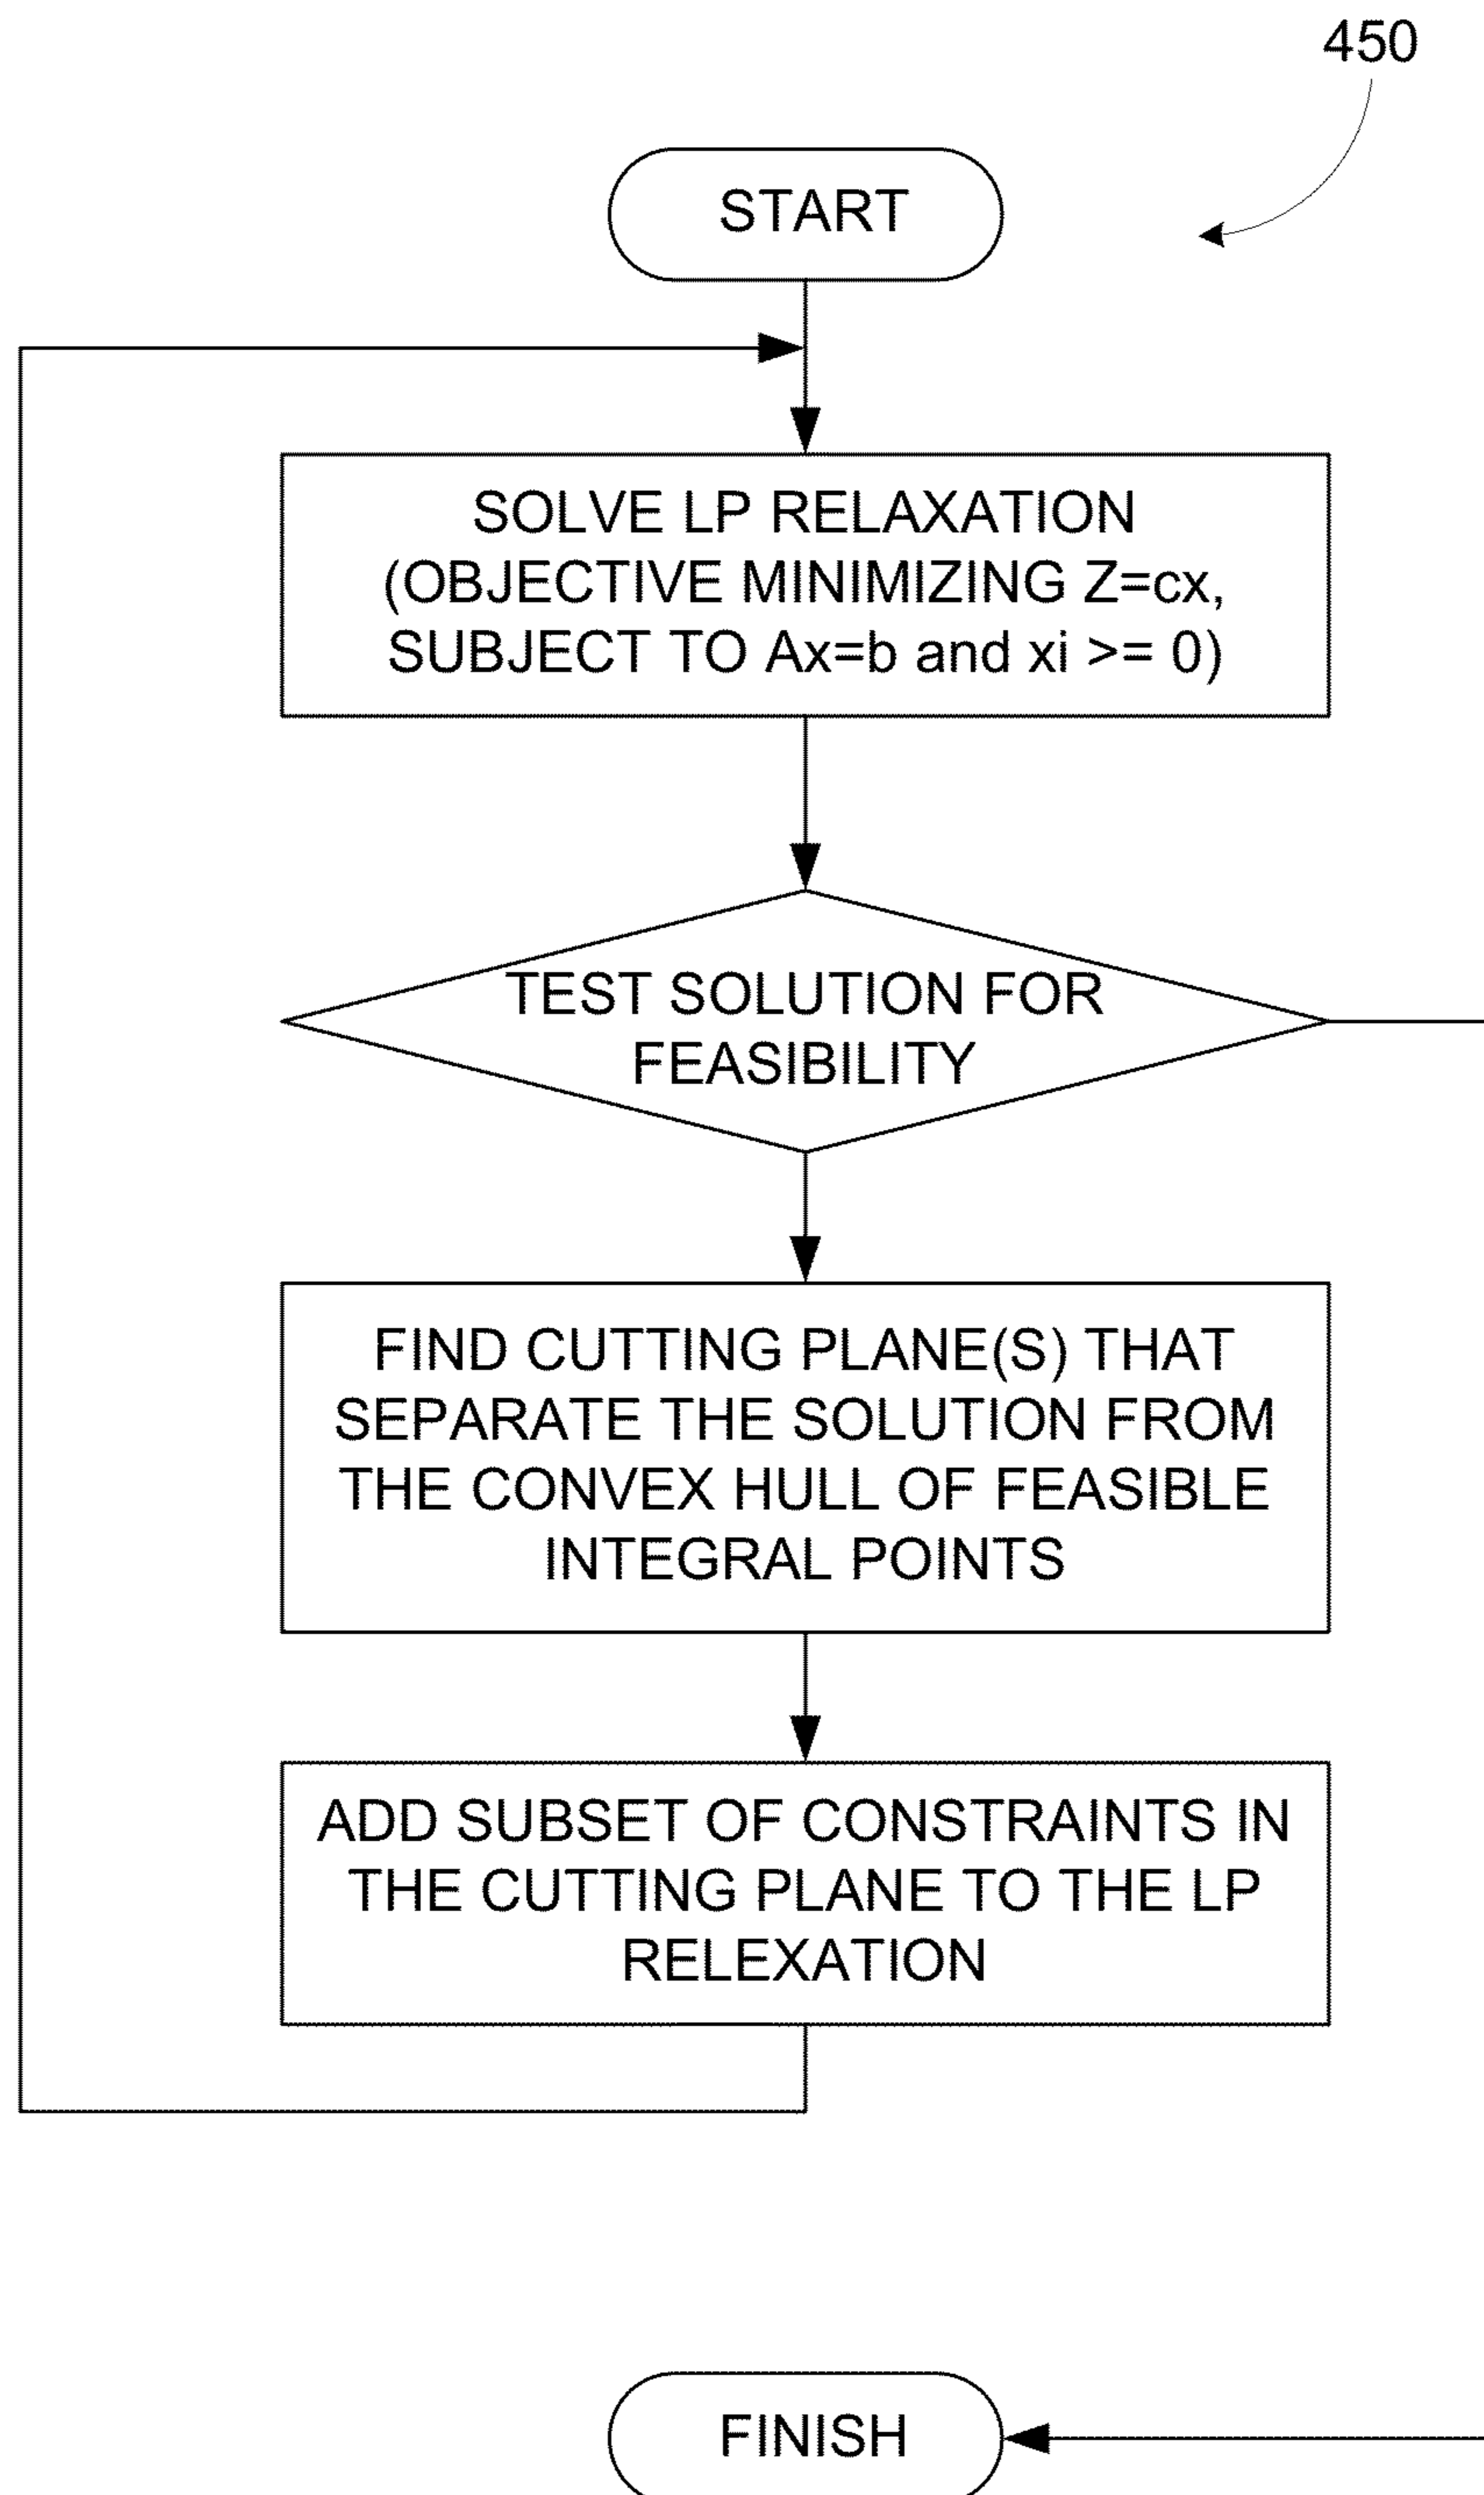 450
START
SOLVE LP RELAXATION
(OBJECTIVE MINIMIZING Z=cx,
SUBJECT TO Ax=b and xi >= 0)
TEST SOLUTION FOR
FEASIBILITY
FIND CUTTING PLANE(S) THAT
SEPARATE THE SOLUTION FROM
THE CONVEX HULL OF FEASIBLE
INTEGRAL POINTS
ADD SUBSET OF CONSTRAINTS IN
THE CUTTING PLANE TO THE LP
RELEXATION
FINISH